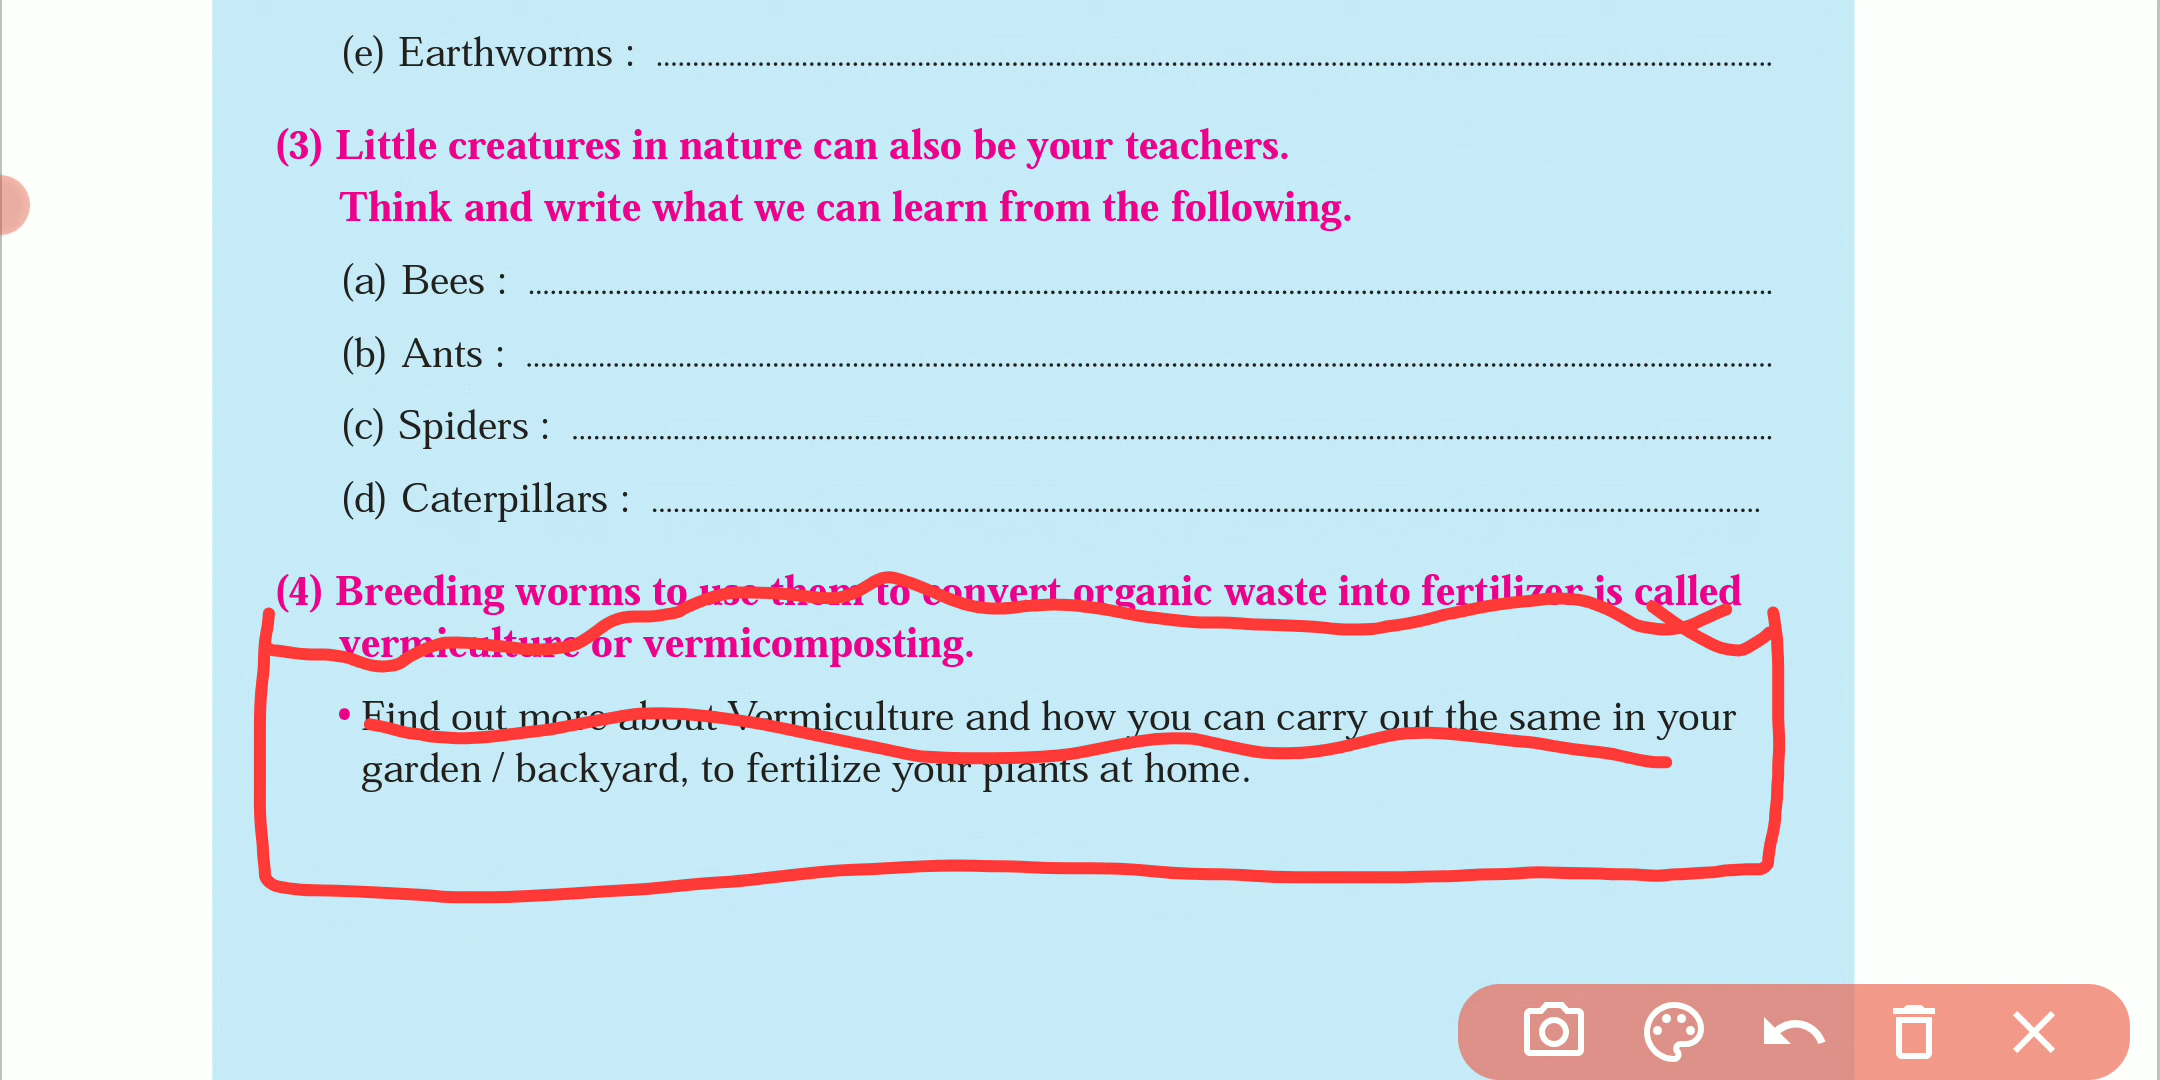 (e) Earthworms : ........................................
(3) Little creatures in nature can also be your teachers.
Think and write what we can learn from the following.
(a) Bees : ........................................
(b) Ants : ........................................
(c) Spiders : ........................................
(d) Caterpillars : ........................................
(4) Breeding worms to use them to convert organic waste into fertilizer is called
vermiculture or vermicomposting.
• Find out more about Vermiculture and how you can carry out the same in your
garden / backyard, to fertilize your plants at home.